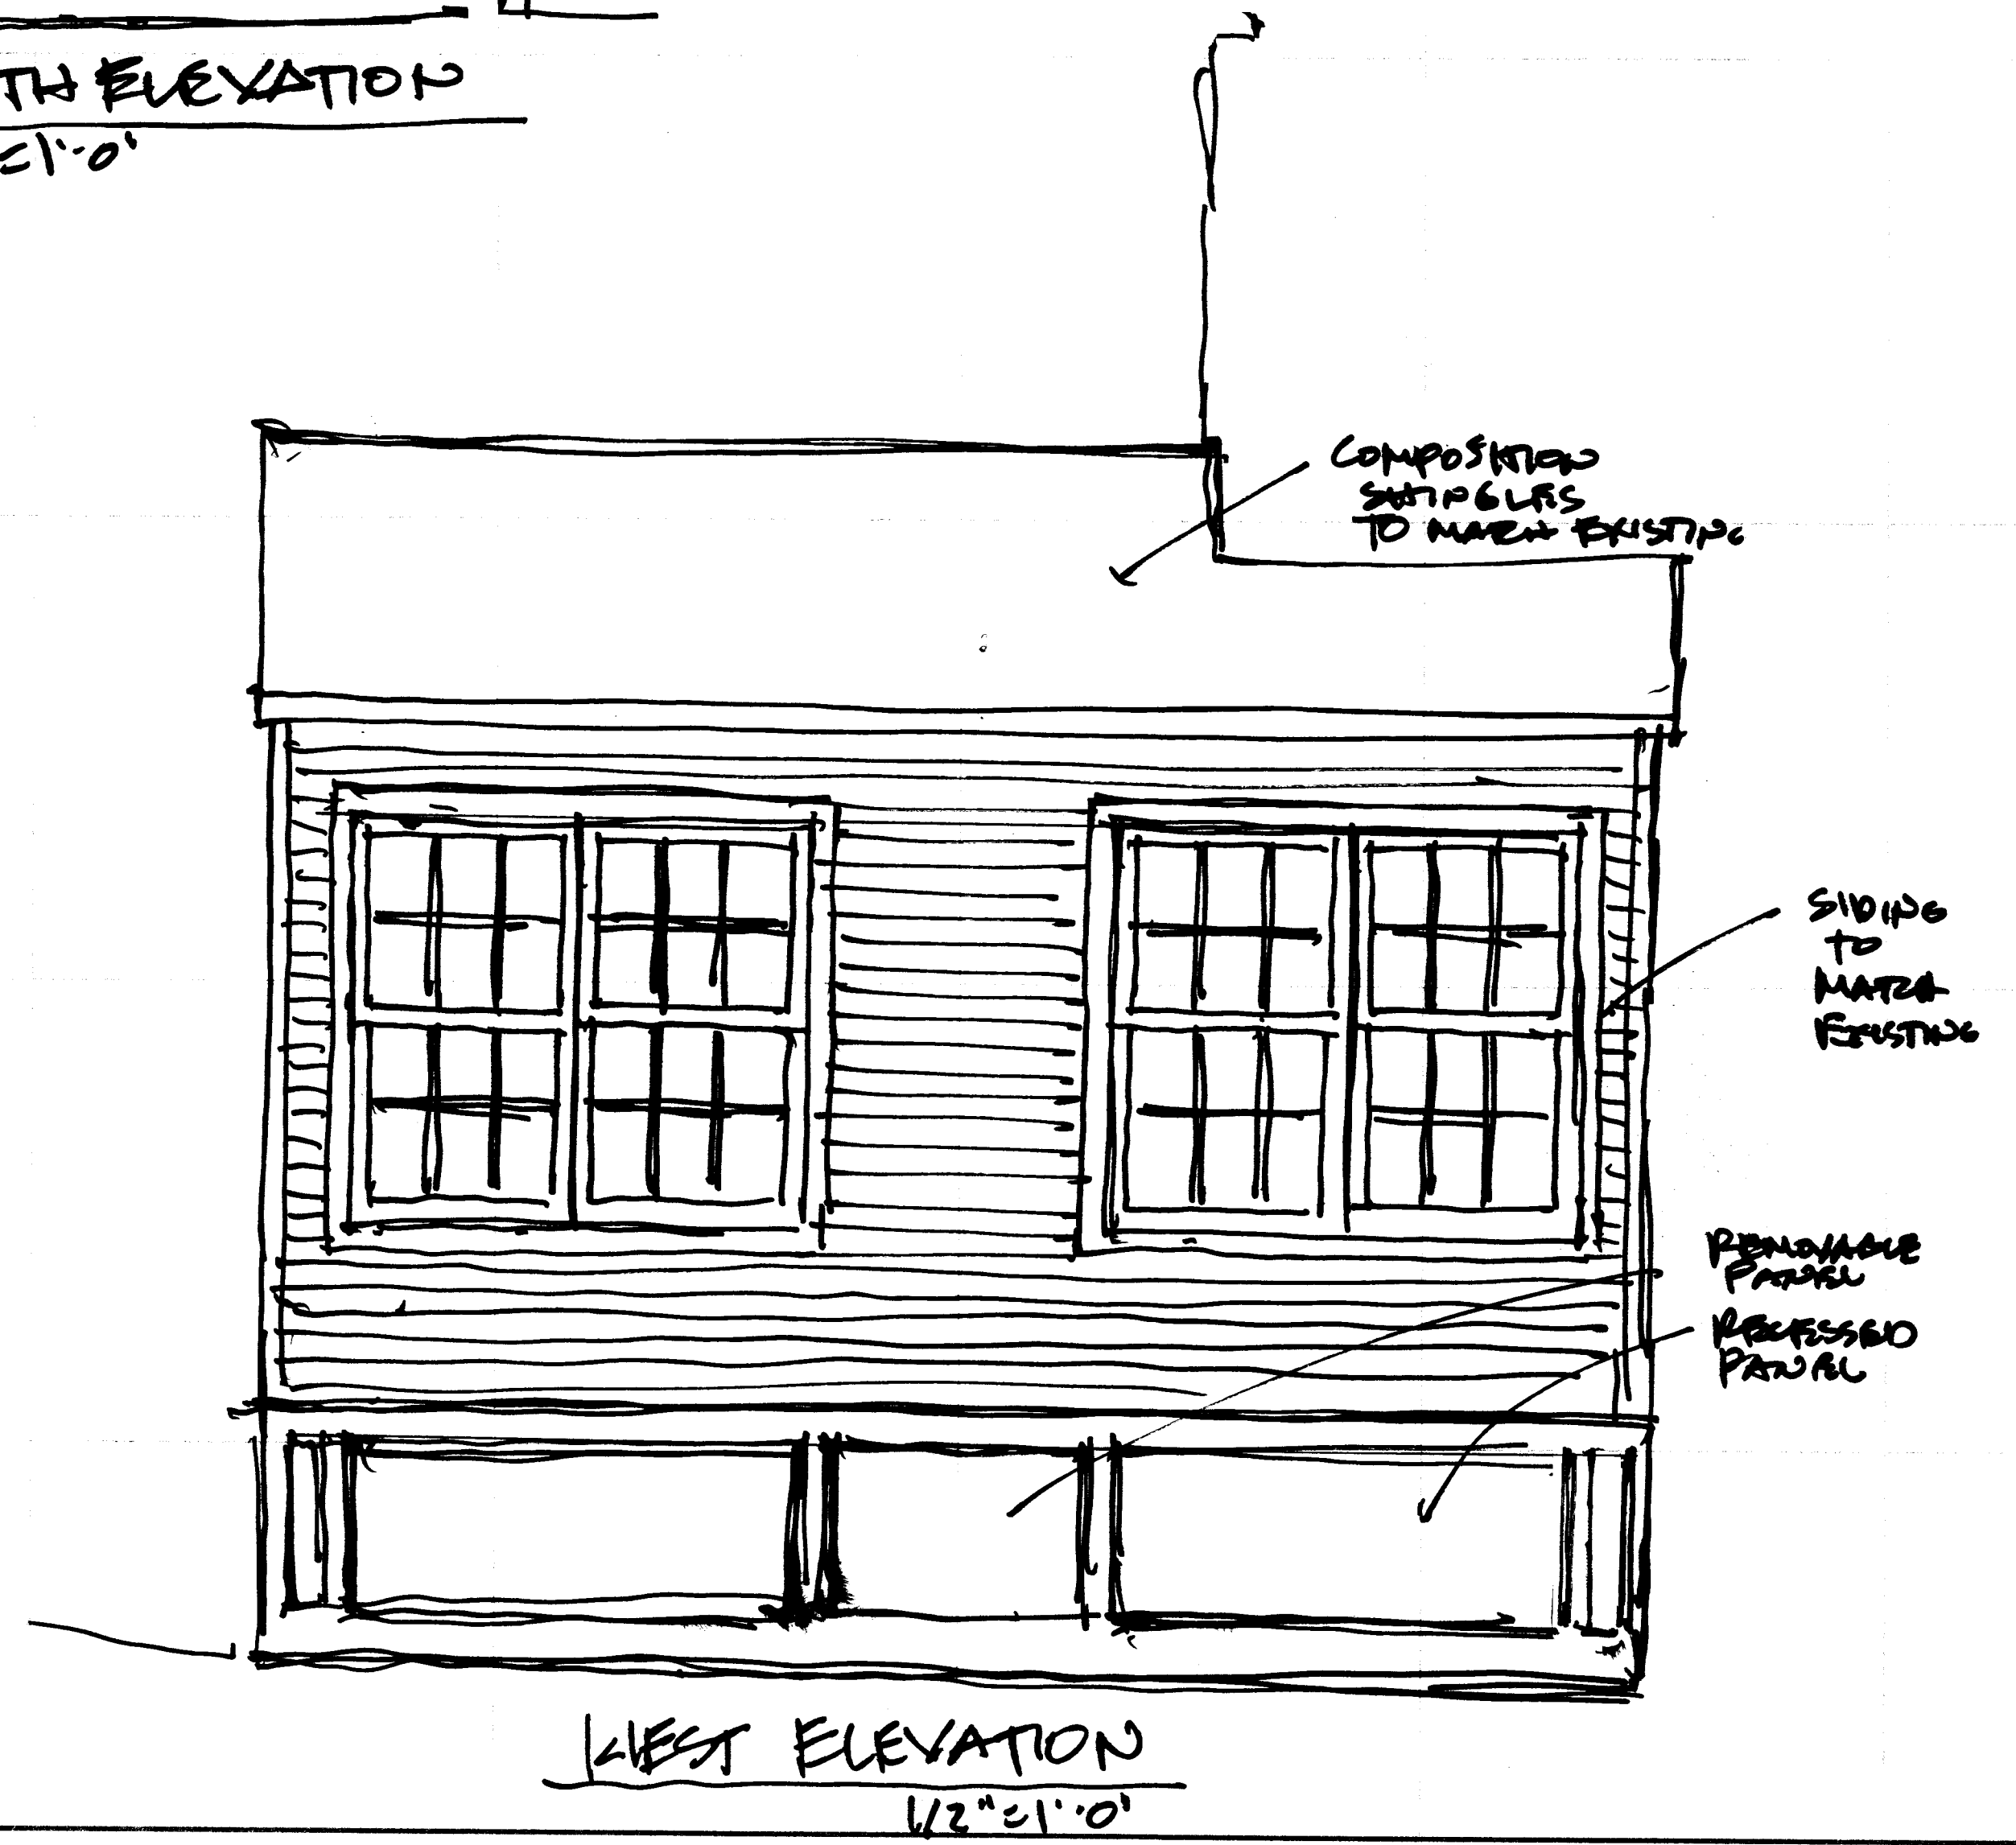 TH ELEVATION
=1'-0"
COMPOSITION
SHINGLES
TO MATCH EXISTING
SIDING
TO
MATCH
EXISTING
REMOVABLE
PANEL
RECESSED
PANEL
WEST ELEVATION
1/2"=1'-0"